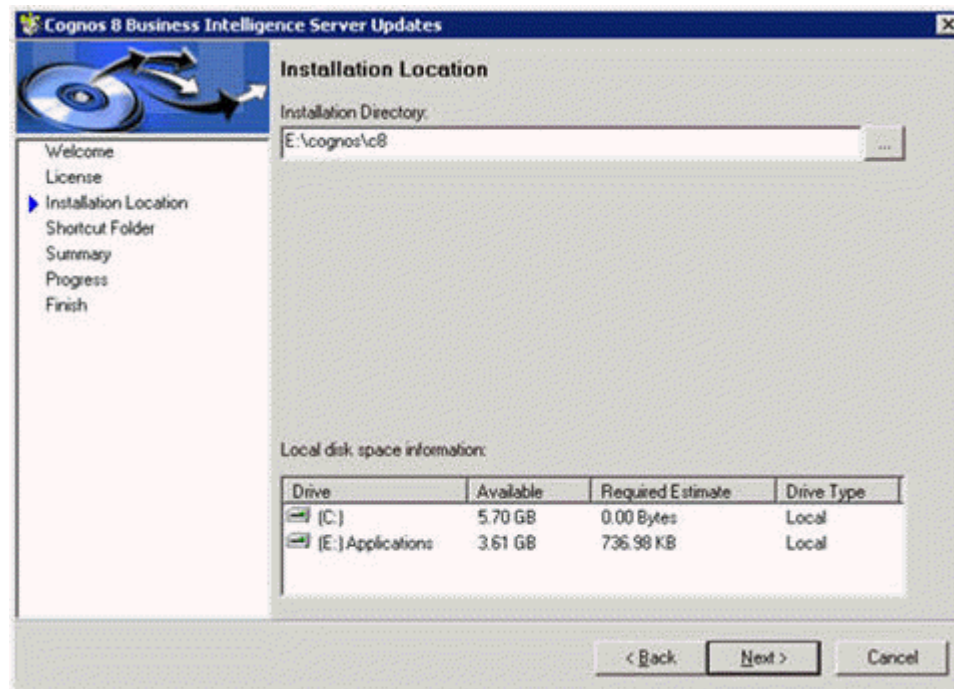 Cognos 8 Business Intelligence Server Updates
Installation Location
Installation Directory:
E:\cognos\c8
...
Welcome
License
Installation Location
Shortcut Folder
Summary
Progress
Finish
Local disk space information:
Drive Available Required Estimate Drive Type
(C:) 5.70 GB 0.00 Bytes Local
(E:) Applications 3.61 GB 736.98 KB Local
< Back Next > Cancel